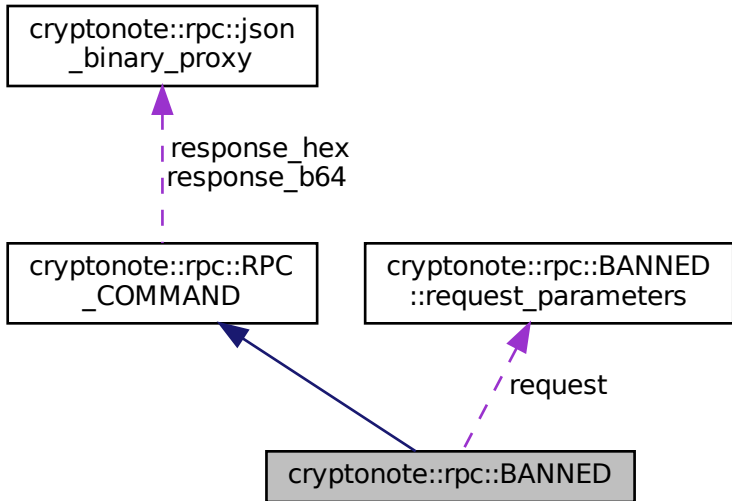 cryptonote::rpc::json
_binary_proxy
response_hex
response_b64
cryptonote::rpc::RPC
_COMMAND
cryptonote::rpc::BANNED
::request_parameters
request
cryptonote::rpc::BANNED